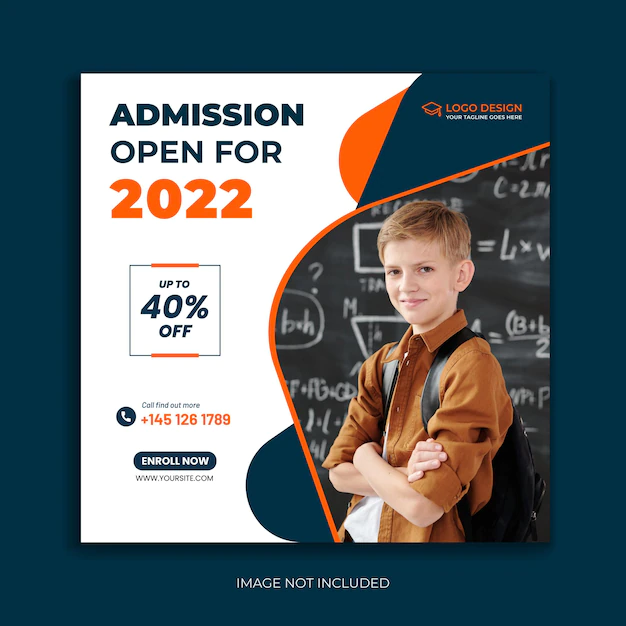 ADMISSION
OPEN FOR
2022
LOGO DESIGN
YOUR TAGLINE GOES HERE
UP TO
40%
OFF
Call find out more
+145 126 1789
ENROLL NOW
WWW.YOURSITE.COM
IMAGE NOT INCLUDED